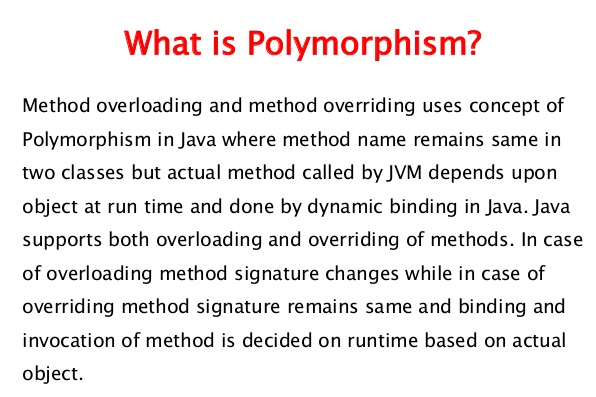 What is Polymorphism?
Method overloading and method overriding uses concept of
Polymorphism in Java where method name remains same in
two classes but actual method called by JVM depends upon
object at run time and done by dynamic binding in Java. Java
supports both overloading and overriding of methods. In case
of overloading method signature changes while in case of
overriding method signature remains same and binding and
invocation of method is decided on runtime based on actual
object.